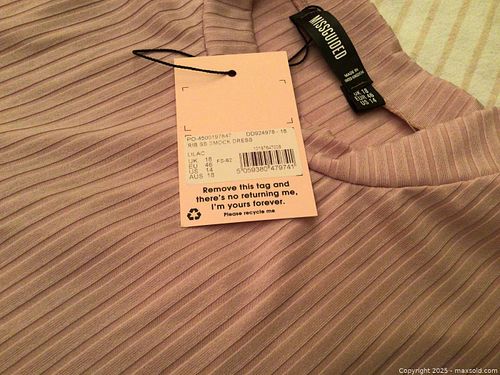 MISSGUIDED
UK 18
EUR 46
US 14
PO-4500197847 DD924978 - 18
RIB SS SMOCK DRESS
LILAC
UK 18
EU 46
US 14
AUS 18
5 059380 479741
Remove this tag and
there's no returning me,
I'm yours forever.
Please recycle me
Copyright 2025 - maxsold.com